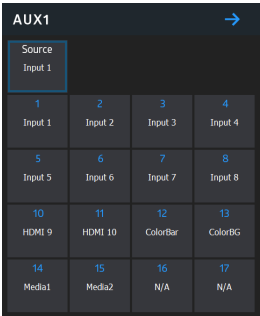 AUX1 →
Source
Input 1
1 2 3 4
Input 1 Input 2 Input 3 Input 4
5 6 7 8
Input 5 Input 6 Input 7 Input 8
10 11 12 13
HDMI 9 HDMI 10 ColorBar ColorBG
14 15 16 17
Media1 Media2 N/A N/A